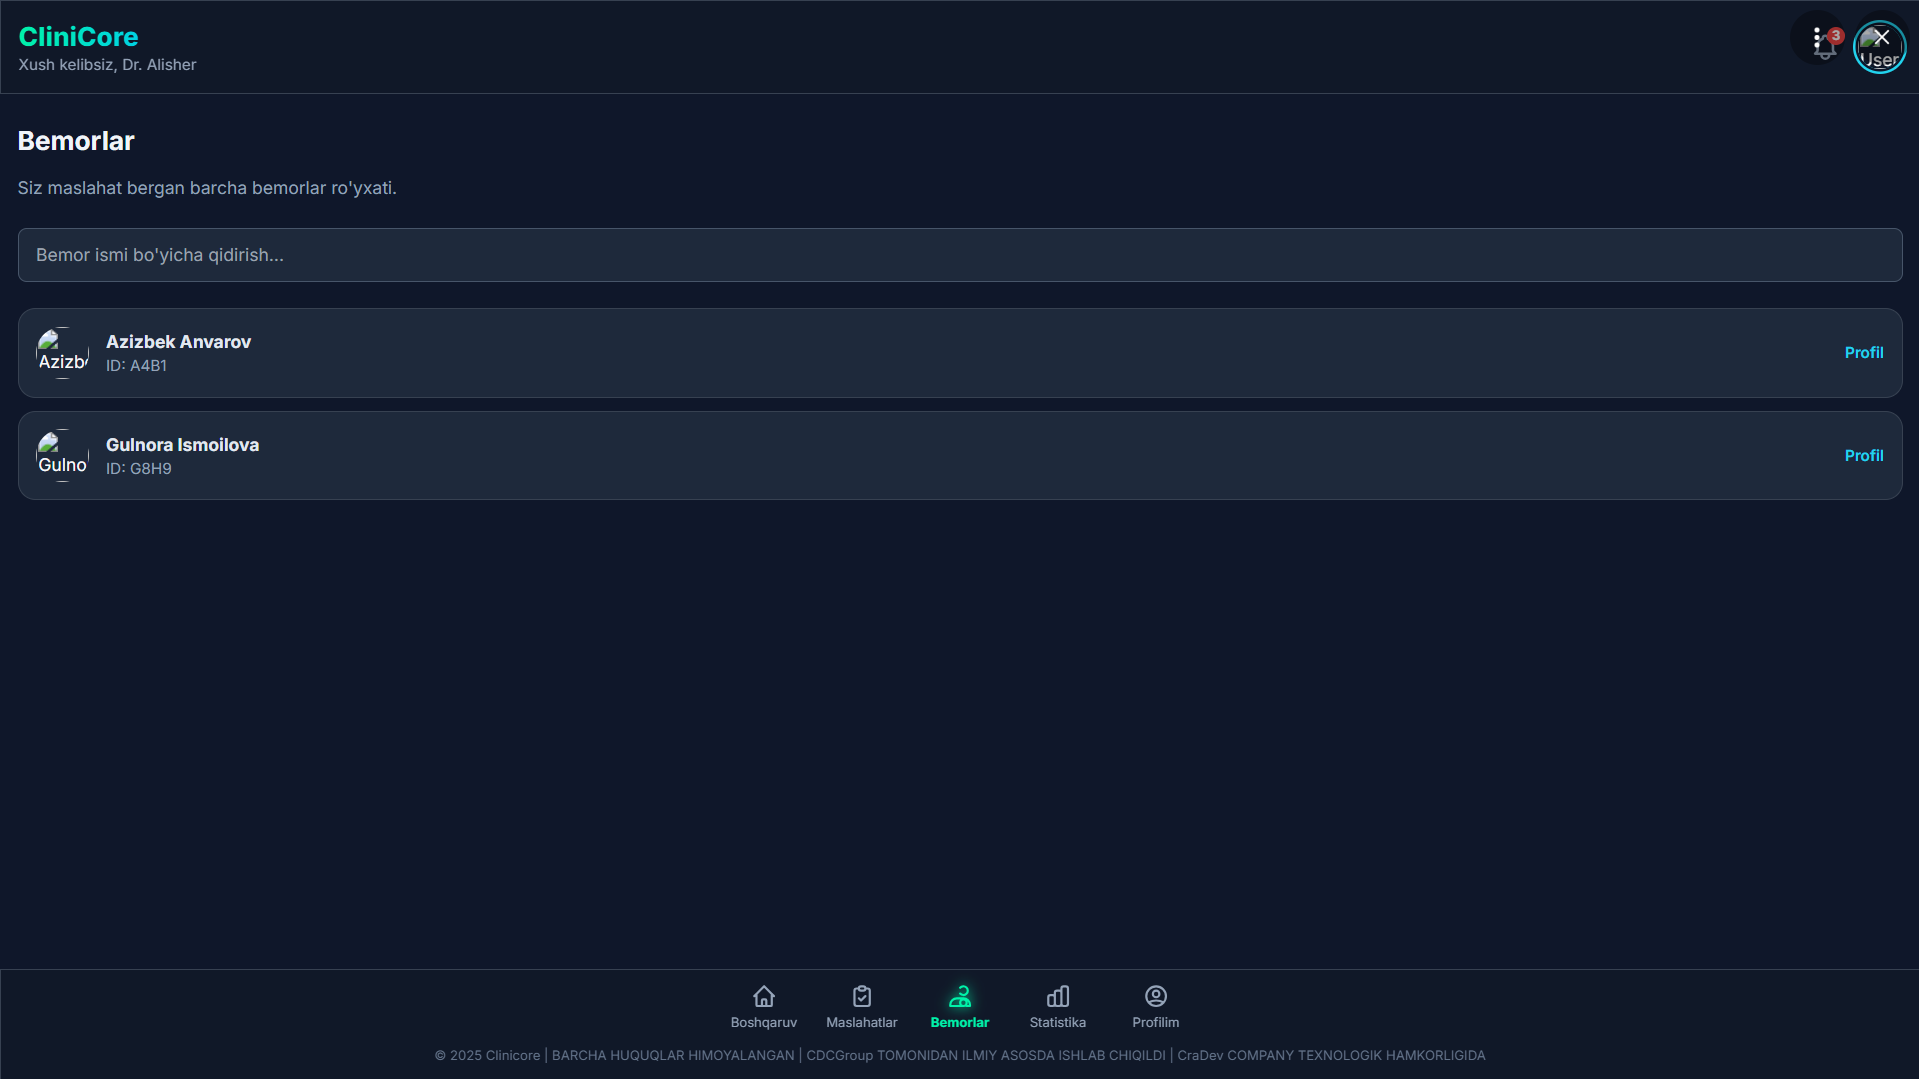 CliniCore
Xush kelibsiz, Dr. Alisher
3
User
Bemorlar
Siz maslahat bergan barcha bemorlar ro'yxati.
Bemor ismi bo'yicha qidirish...
Azizb
Azizbek Anvarov
ID: A4B1
Profil
Gulno
Gulnora Ismoilova
ID: G8H9
Profil
Boshqaruv
Maslahatlar
Bemorlar
Statistika
Profilim
© 2025 Clinicore | BARCHA HUQUQLAR HIMOYALANGAN | CDCGroup TOMONIDAN ILMIY ASOSDA ISHLAB CHIQILDI | CraDev COMPANY TEXNOLOGIK HAMKORLIGIDA